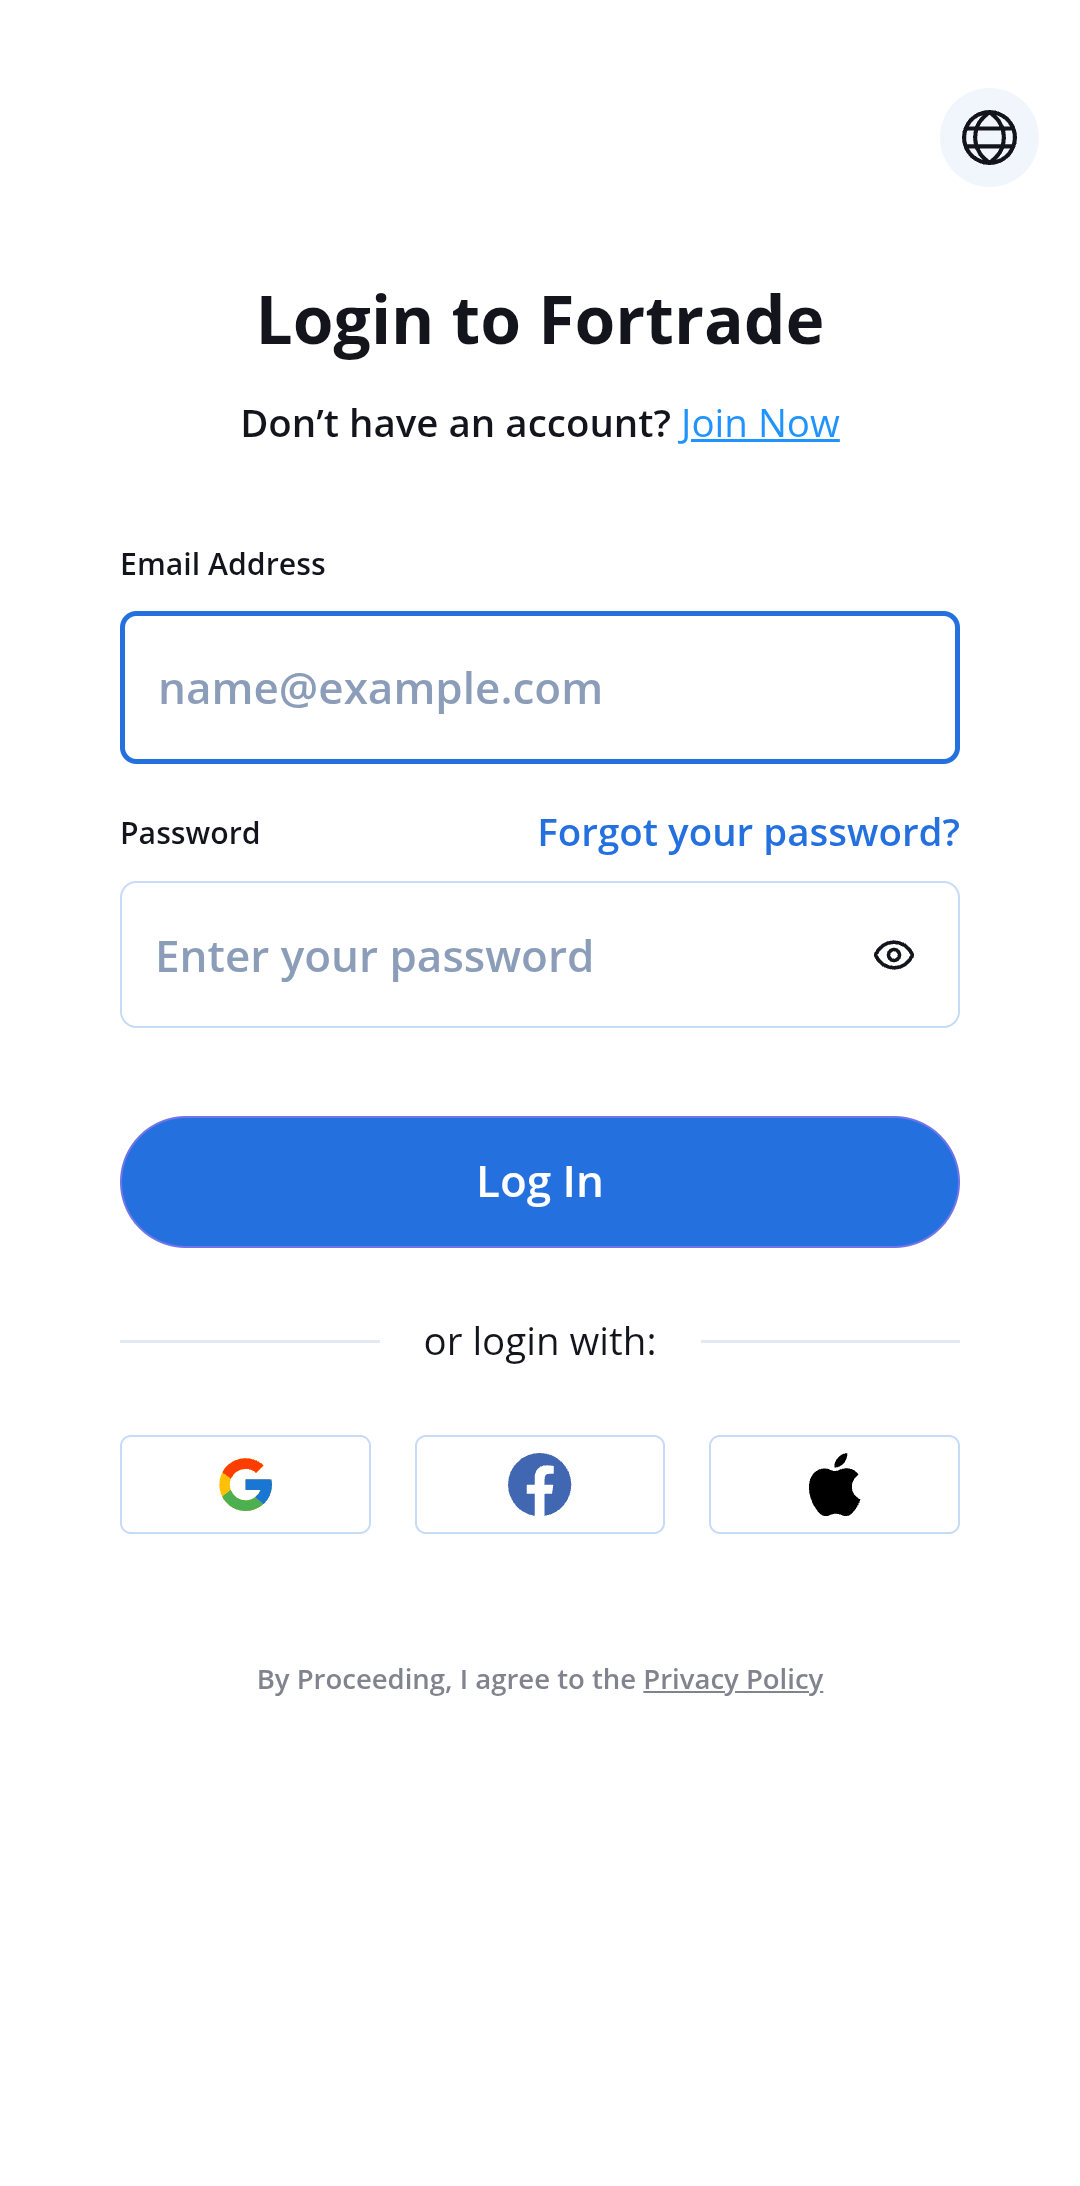 Login to Fortrade
Don’t have an account? Join Now
Email Address
name@example.com
Password Forgot your password?
Enter your password
Log In
or login with:
By Proceeding, I agree to the Privacy Policy